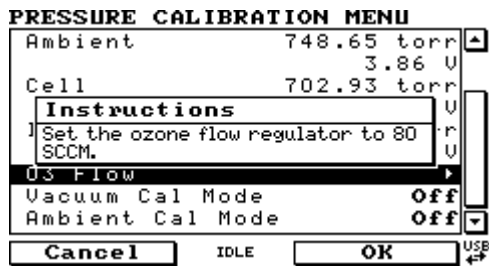 PRESSURE CALIBRATION MENU
Ambient 748.65 torr
3.86 V
Cell 702.93 torr
V
Instructions
Set the ozone flow regulator to 80
SCCM.
V
O3 Flow
Vacuum Cal Mode Off
Ambient Cal Mode Off
Cancel IDLE OK USB